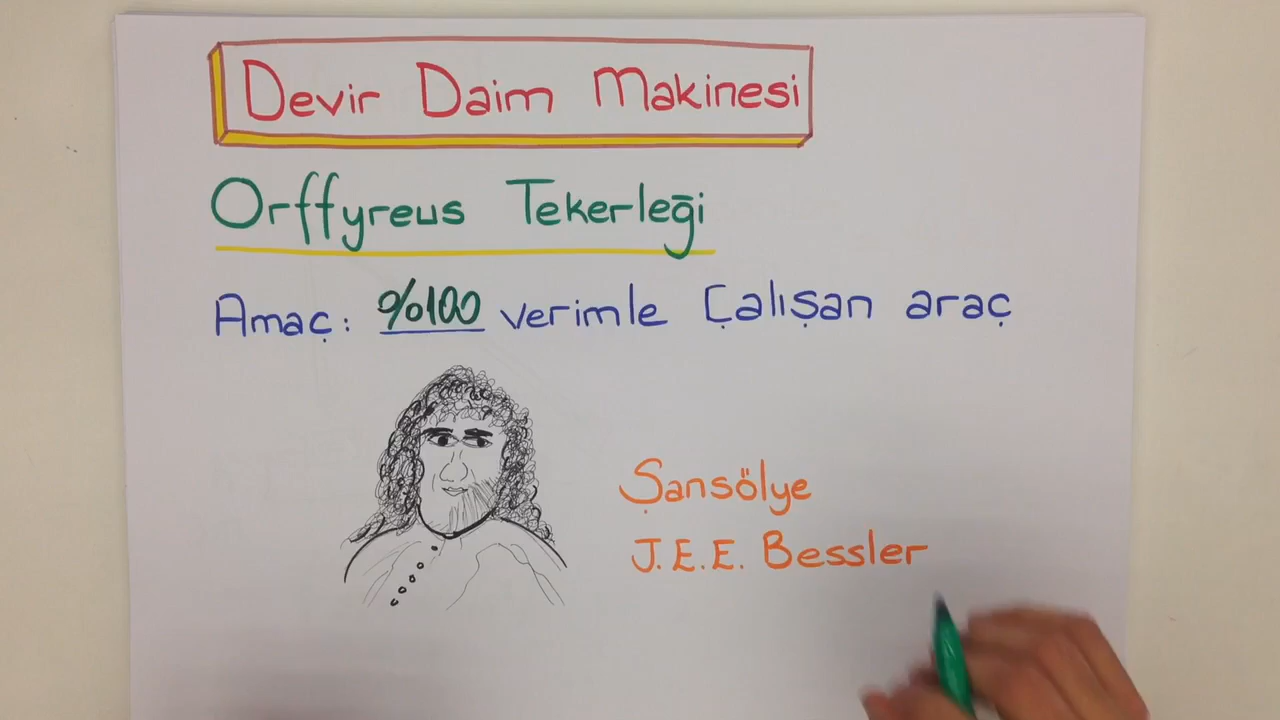 Devir Daim Makinesi
Orffyreus Tekerleği
Amaç: %100 verimle Çalışan araç
Şansölye
J.E.E. Bessler